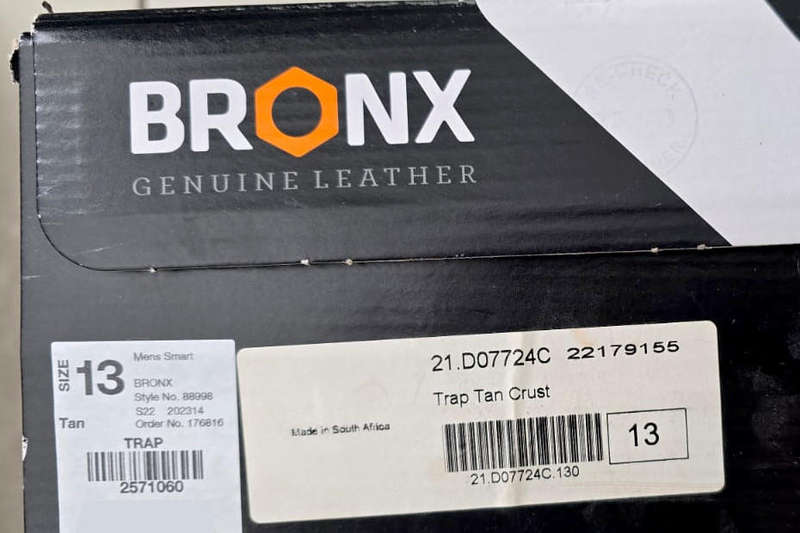 BRONX
GENUINE LEATHER
CHECK
SIZE 13
Mens Smart
BRONX
Style No. 88998
S22 202314
Tan Order No. 176816
TRAP
2571060
21.D07724C 22179155
Trap Tan Crust
Made in South Africa
13
21.D07724C.130